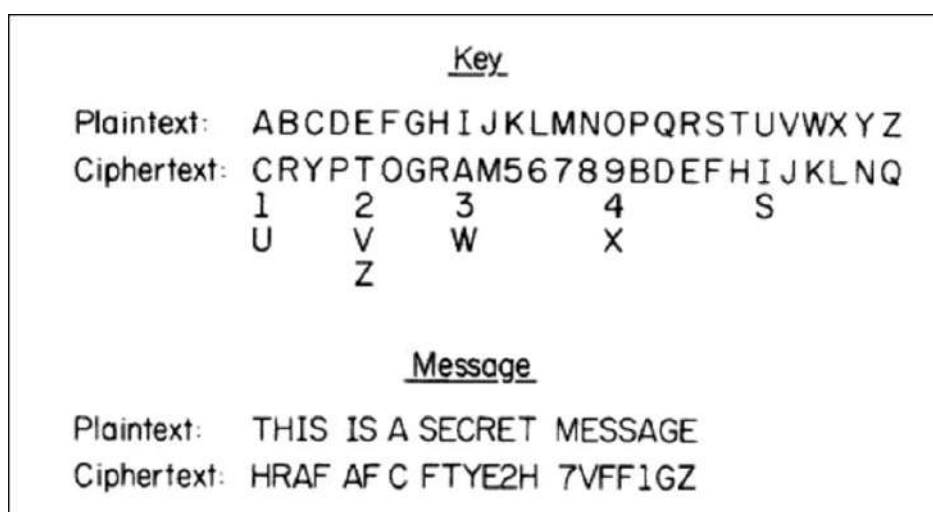 Key
Plaintext: ABCDEFGHIJKLMNOPQRSTUVWXYZ
Ciphertext: CRYPTOGRAM56789BDEFHIJKLNQ
1 2 3 4 S
U V W X
Z
Message
Plaintext: THIS IS A SECRET MESSAGE
Ciphertext: HRAF AF C FTYE2H 7VFF1GZ